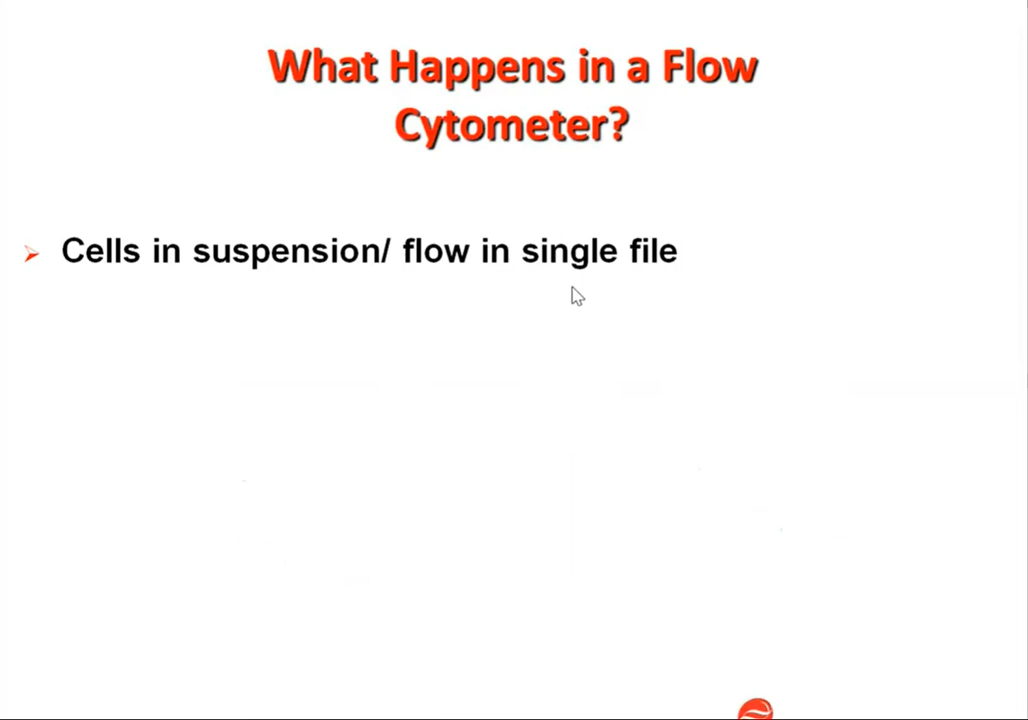 What Happens in a Flow
Cytometer?
Cells in suspension/ flow in single file